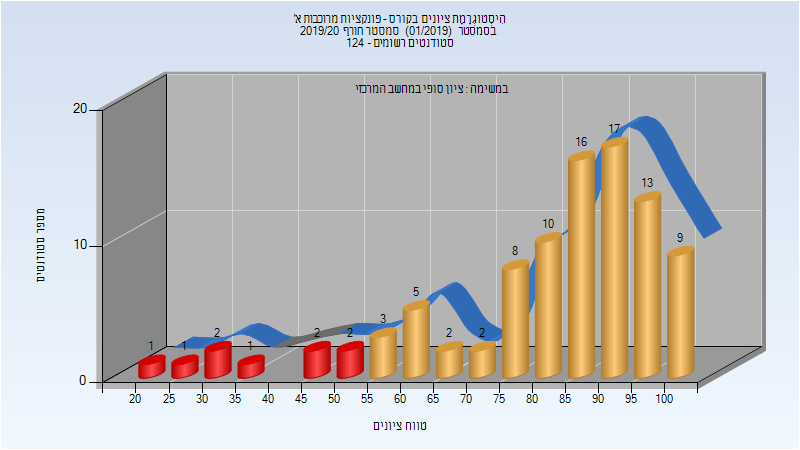 היסטוגרמת ציונים בקורס - פונקציות מרוכבות א'
בסמסטר (01/2019) סמסטר חורף 2019/20
סטודנטים רשומים - 124
במשימה : ציון סופי במחשב המרכזי
מספר סטודנטים
20
10
0
1
1
2
1
2
2
3
5
2
2
8
10
16
17
13
9
20 25 30 35 40 45 50 55 60 65 70 75 80 85 90 95 100
טווח ציונים